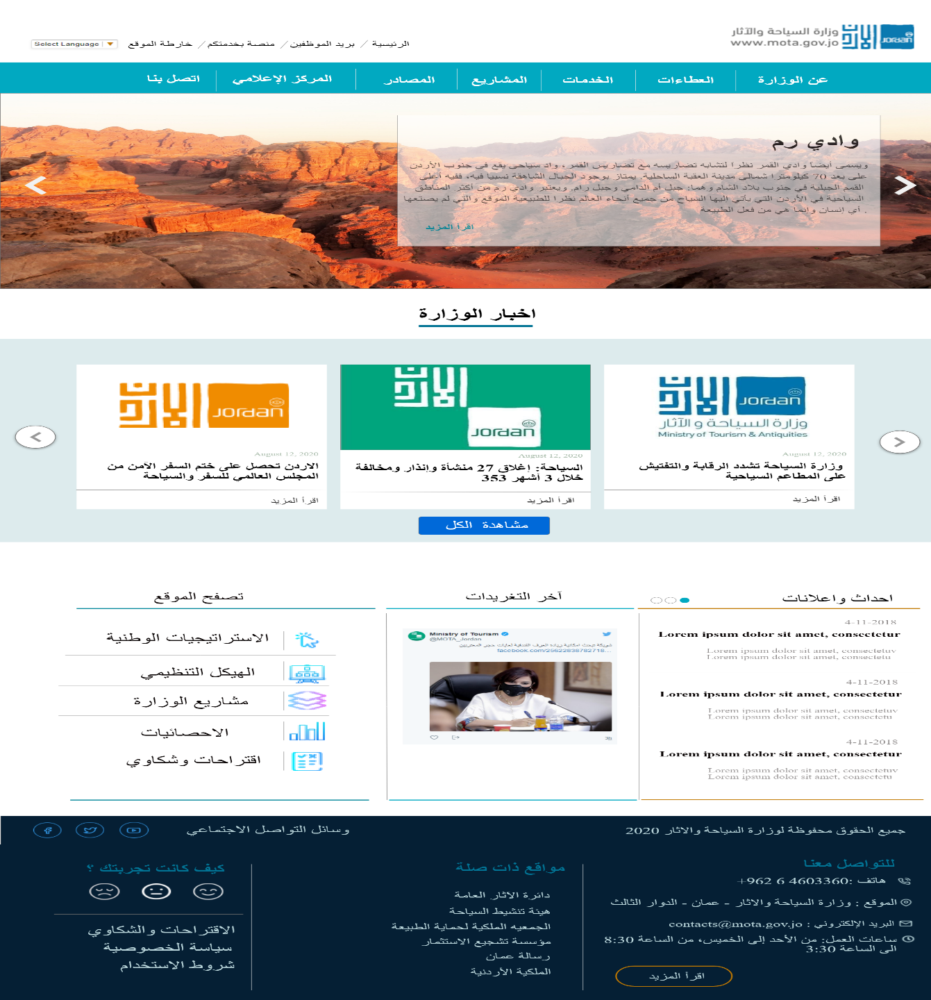 وزارة السياحة والآثار
www.mota.gov.jo
الأردن Jordan
الرئيسية / بريد الموظفين / منصة بخدمتكم / خارطة الموقع
Select Language
عن الوزارة
العطاءات
الخدمات
المشاريع
المصادر
المركز الإعلامي
اتصل بنا
وادي رم
ويسمى أيضاً وادي القمر نظرا لتشابه تضاريسه مع تضاريس القمر، واد سياحي يقع في جنوب الأردن
على بعد 70 كيلومترا شمالي مدينة العقبة الساحلية. يمتاز بوجود الجبال الشاهقة نسبيا فيه، ففيه أعلى
القمم الجبلية في جنوب بلاد الشام وهما: جبل أم الدامي وجبل رام. ويعتبر وادي رم من أكثر المناطق
السياحية في الأردن التي يأتي إليها السياح من جميع أنحاء العالم نظرا للطبيعية الموقع والتي لم يصنعها
أي إنسان وإنما هي من فعل الطبيعة .
اقرأ المزيد
اخبار الوزارة
الأردن Jordan
وزارة السياحة و الآثار
Ministry of Tourism & Antiquities
August 12, 2020
وزارة السياحة تشدد الرقابة والتفتيش
على المطاعم السياحية
اقرأ المزيد
الأردن
Jordan
August 12, 2020
السياحة: إغلاق 27 منشأة وإنذار ومخالفة
خلال 3 أشهر 353
اقرأ المزيد
الأردن Jordan
August 12, 2020
الاردن تحصل على ختم السفر الآمن من
المجلس العالمي للسفر والسياحة
اقرأ المزيد
مشاهدة الكل
احداث واعلانات
4-11-2018
Lorem ipsum dolor sit amet, consectetur
Lorem ipsum dolor sit amet, consectetuv
Lorem ipsum dolor sit amet, consectetu
4-11-2018
Lorem ipsum dolor sit amet, consectetur
Lorem ipsum dolor sit amet, consectetuv
Lorem ipsum dolor sit amet, consectetu
4-11-2018
Lorem ipsum dolor sit amet, consectetur
Lorem ipsum dolor sit amet, consectetuv
Lorem ipsum dolor sit amet, consectetu
آخر التغريدات
Ministry of Tourism
@MOTA_Jordan
facebook.com/25622838782718...
تصفح الموقع
الاستراتيجيات الوطنية
الهيكل التنظيمي
مشاريع الوزارة
الاحصائيات
اقتراحات وشكاوي
جميع الحقوق محفوظة لوزارة السياحة والاثار 2020
وسائل التواصل الاجتماعي
للتواصل معنا
هاتف :4603360 6 962+
الموقع : وزارة السياحة والاثار - عمان - الدوار الثالث
البريد الإلكتروني : contacts@mota.gov.jo
ساعات العمل: من الأحد إلى الخميس، من الساعة 8:30
الى الساعة 3:30
اقرأ المزيد
مواقع ذات صلة
دائرة الاثار العامة
هيئة تنشيط السياحة
الجمعيه الملكية لحماية الطبيعة
مؤسسة تشجيع الاستثمار
رسالة عمان
الملكية الأردنية
كيف كانت تجربتك ؟
الاقتراحات والشكاوي
سياسة الخصوصية
شروط الاستخدام